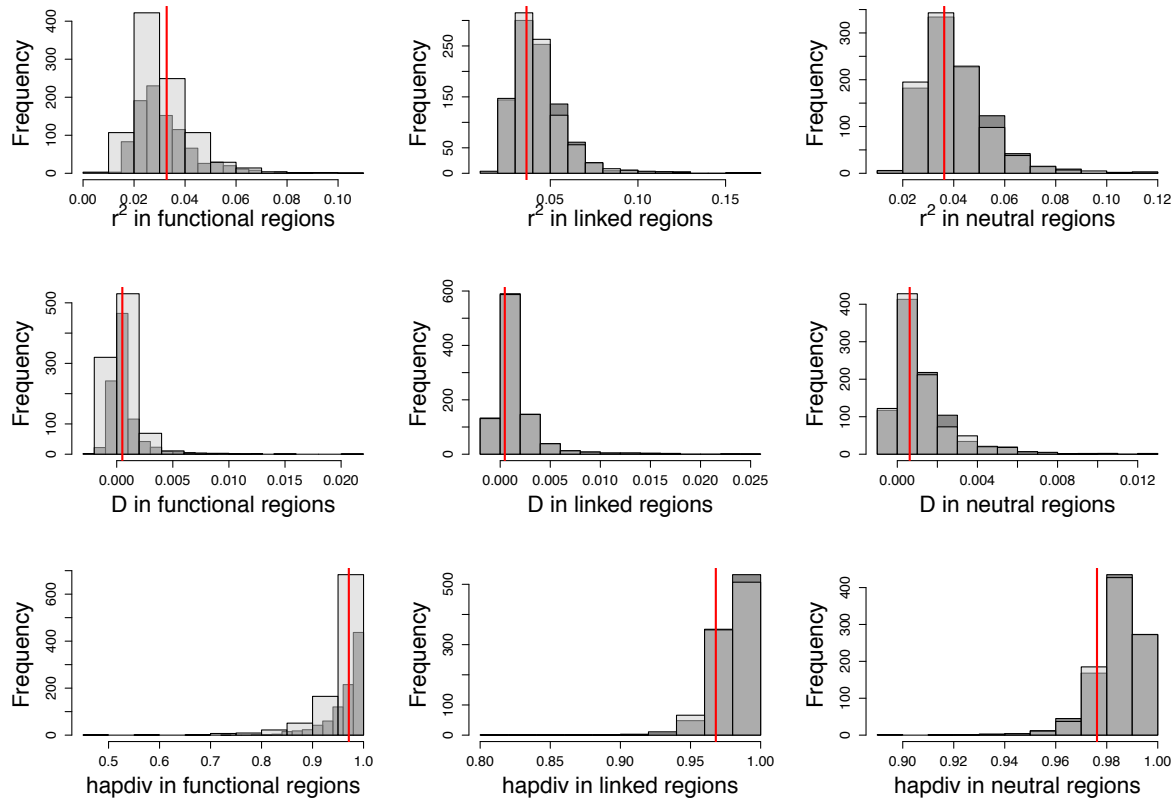 Frequency
0 100 200 300 400
0.00 0.02 0.04 0.06 0.08 0.10
r² in functional regions
Frequency
0 50 150 250
0.05 0.10 0.15
r² in linked regions
Frequency
0 100 200 300
0.02 0.04 0.06 0.08 0.10 0.12
r² in neutral regions
Frequency
0 100 300 500
0.000 0.005 0.010 0.015 0.020
D in functional regions
Frequency
0 200 400 600
0.000 0.005 0.010 0.015 0.020 0.025
D in linked regions
Frequency
0 100 200 300 400
0.000 0.004 0.008 0.012
D in neutral regions
Frequency
0 200 400 600
0.5 0.6 0.7 0.8 0.9 1.0
hapdiv in functional regions
Frequency
0 100 300 500
0.80 0.85 0.90 0.95 1.00
hapdiv in linked regions
Frequency
0 100 200 300 400
0.90 0.92 0.94 0.96 0.98 1.00
hapdiv in neutral regions